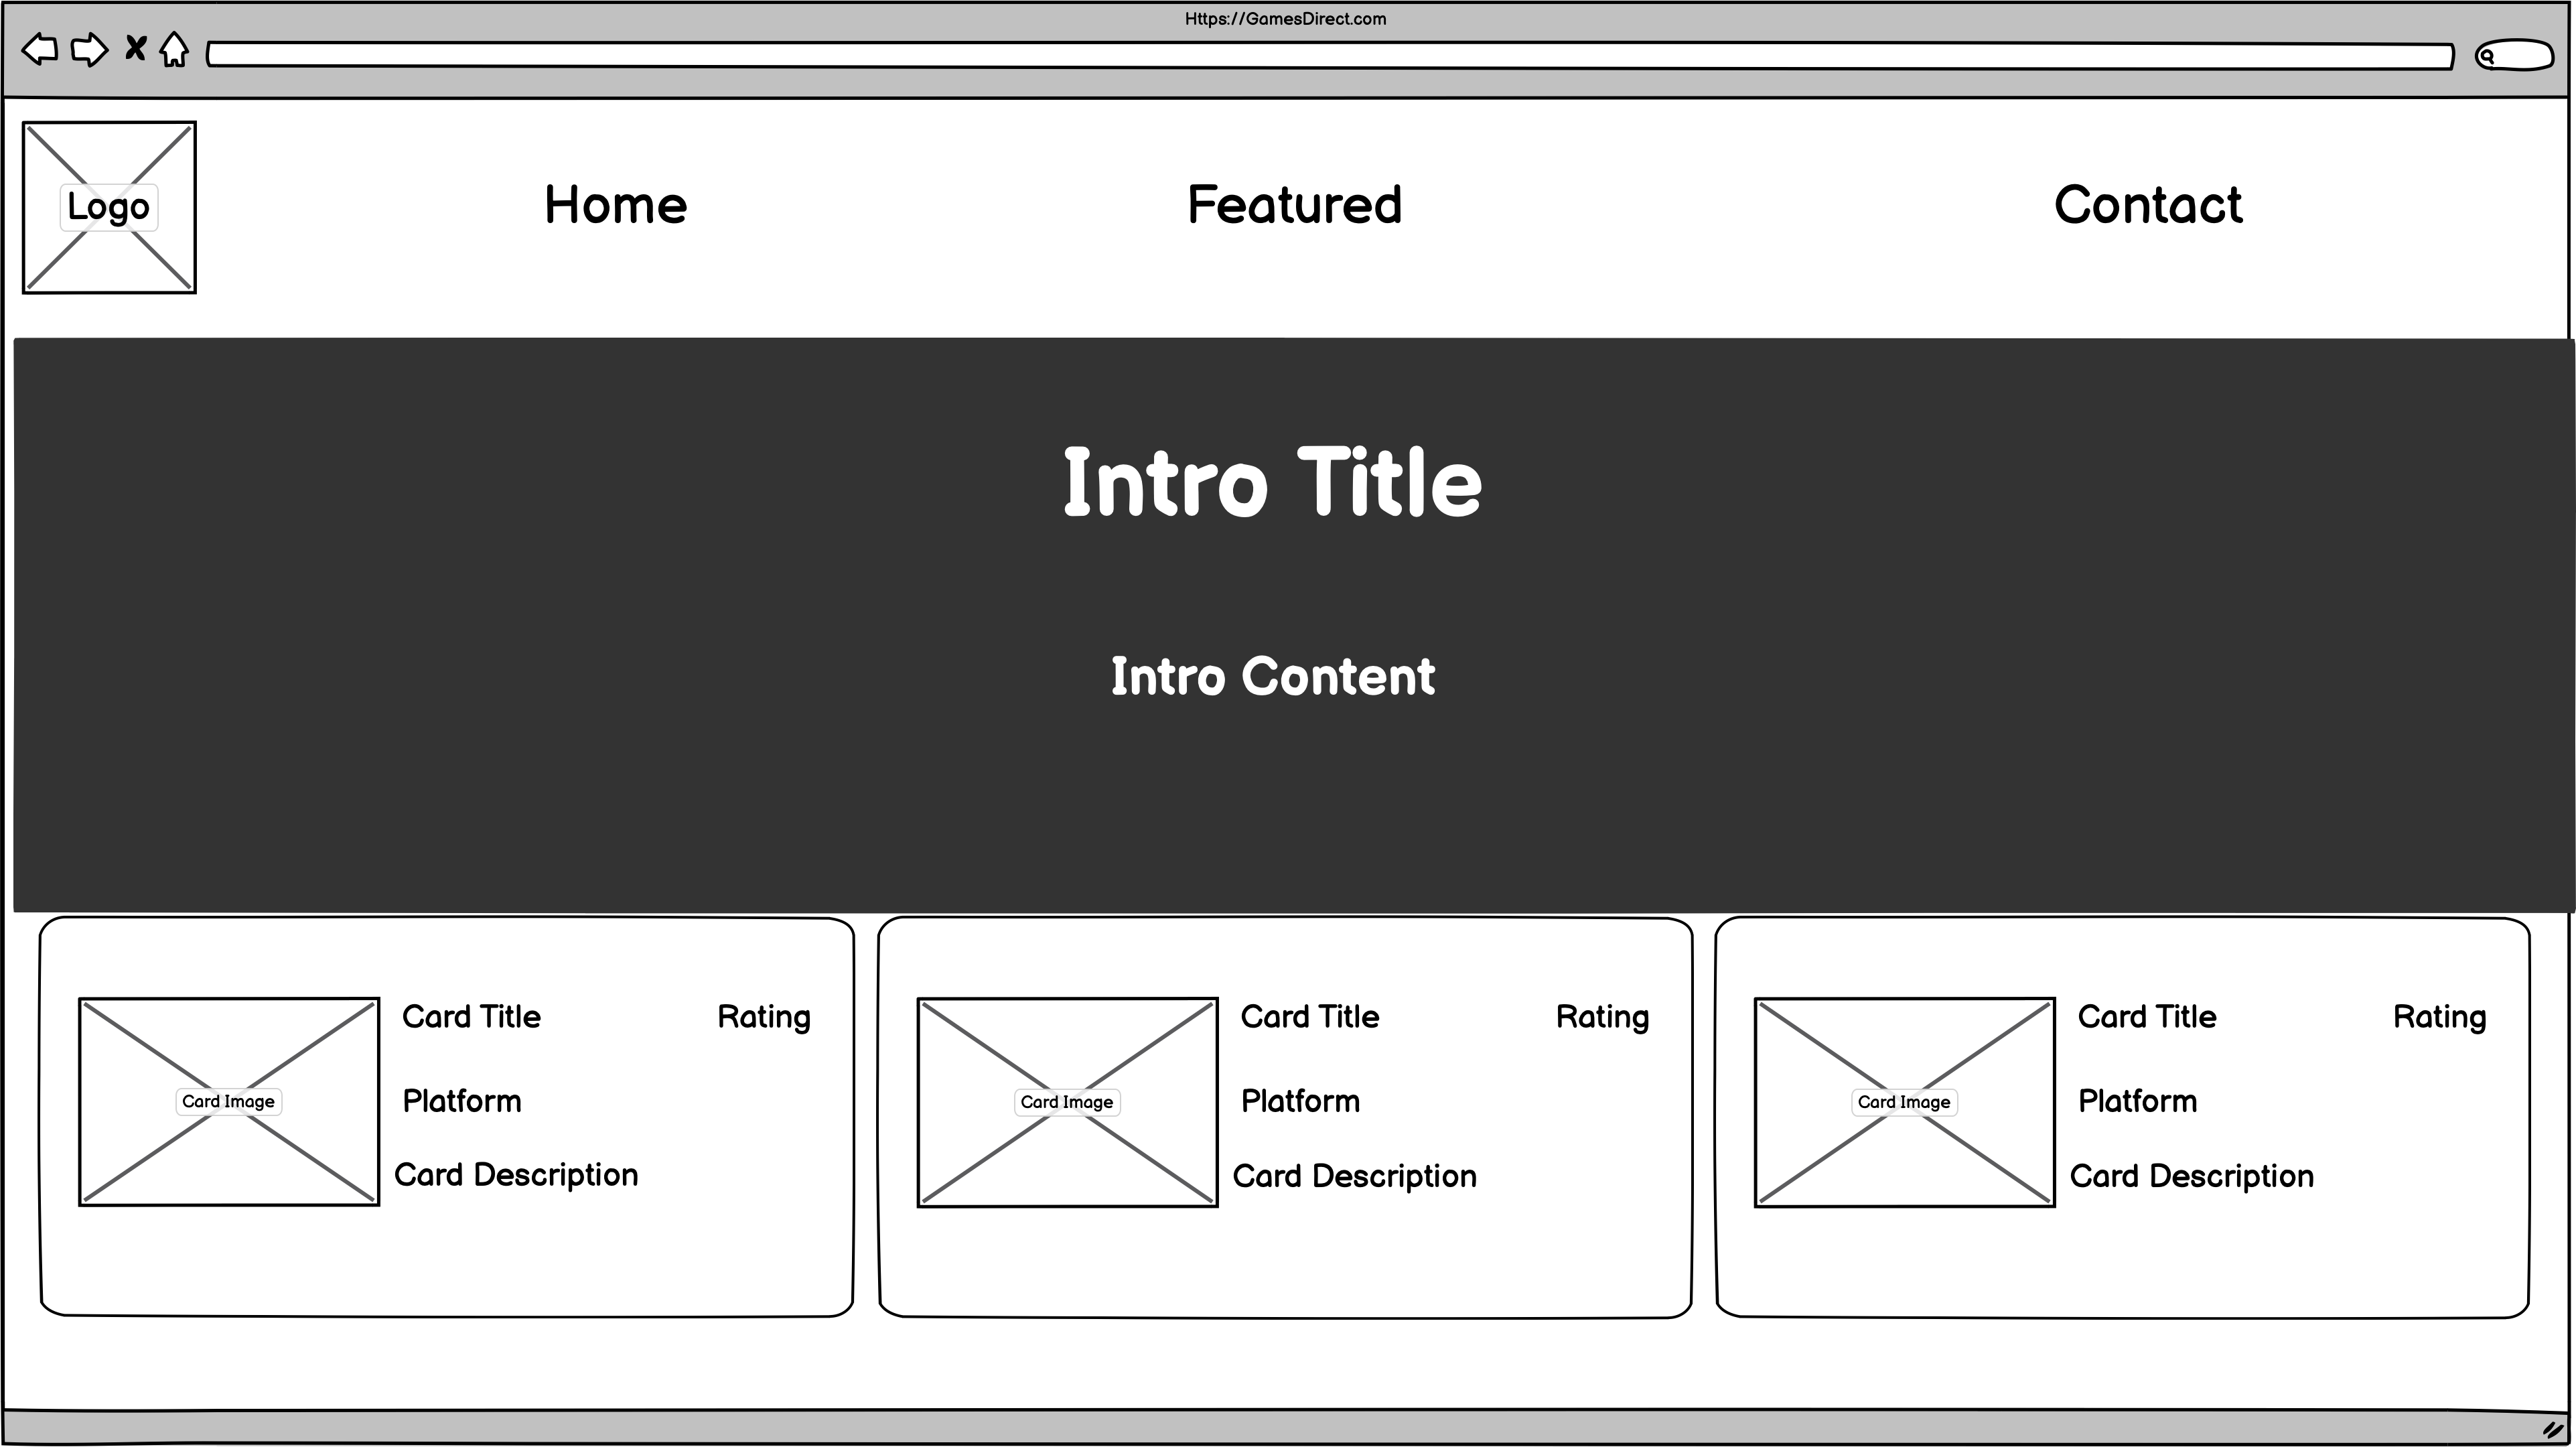 Https://GamesDirect.com
Logo
Home
Featured
Contact
Intro Title
Intro Content
Card Image
Card Title
Rating
Platform
Card Description
Card Image
Card Title
Rating
Platform
Card Description
Card Image
Card Title
Rating
Platform
Card Description